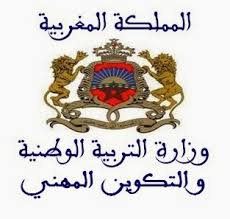 المملكة المغربية
وزارة التربية الوطنية
والتكوين المهني